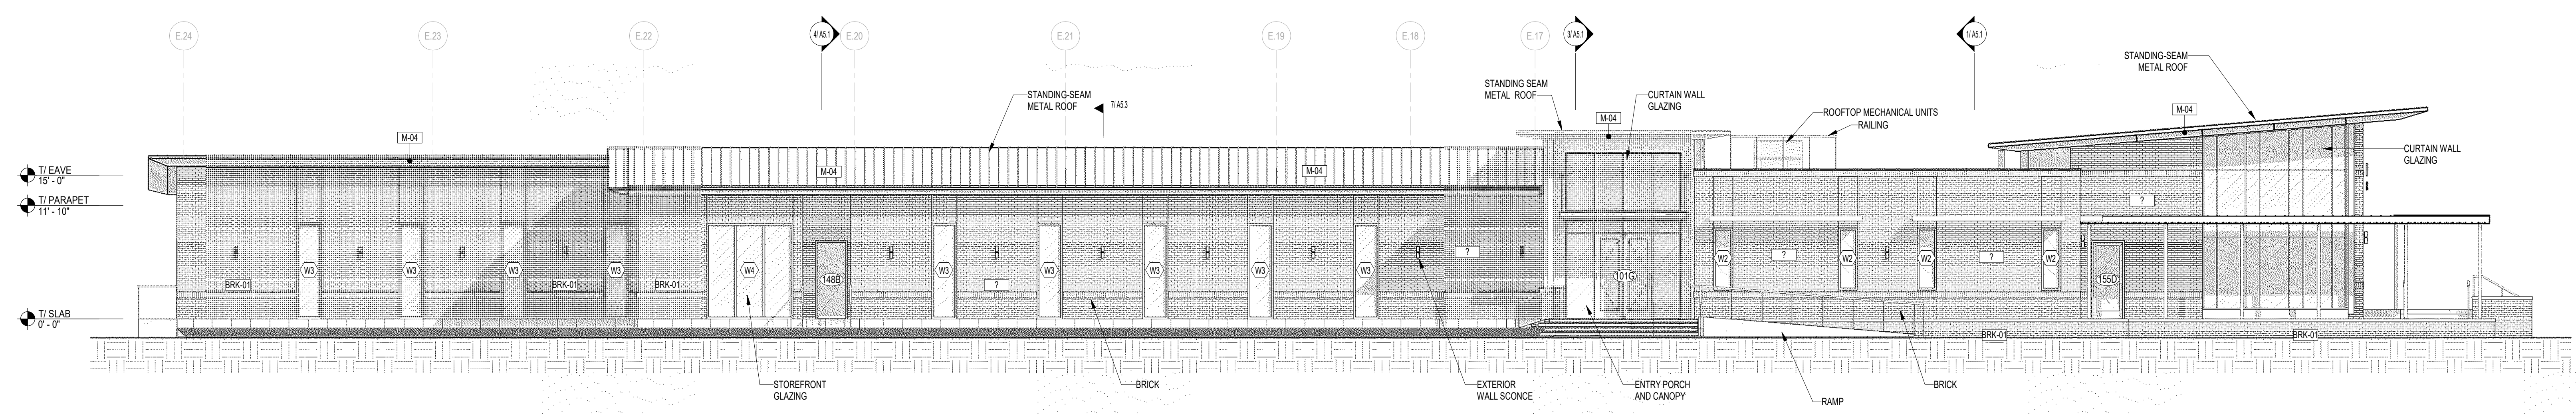 E.24
E.23
E.22
4/ A5.1
E.20
E.21
E.19
E.18
E.17
3/ A5.1
1/ A5.1
STANDING-SEAM
METAL ROOF
7/ A5.3
STANDING SEAM
METAL ROOF
CURTAIN WALL
GLAZING
ROOFTOP MECHANICAL UNITS
RAILING
STANDING-SEAM
METAL ROOF
M-04
M-04
M-04
M-04
M-04
CURTAIN WALL
GLAZING
T/ EAVE
15' - 0"
T/ PARAPET
11' - 10"
T/ SLAB
0' - 0"
?
?
?
?
?
W3
W3
W3
W3
W4
148B
W3
W3
W3
W3
W3
101G
W2
W2
W2
W2
155D
BRK-01
BRK-01
BRK-01
BRK-01
BRK-01
STOREFRONT
GLAZING
BRICK
EXTERIOR
WALL SCONCE
ENTRY PORCH
AND CANOPY
RAMP
BRICK